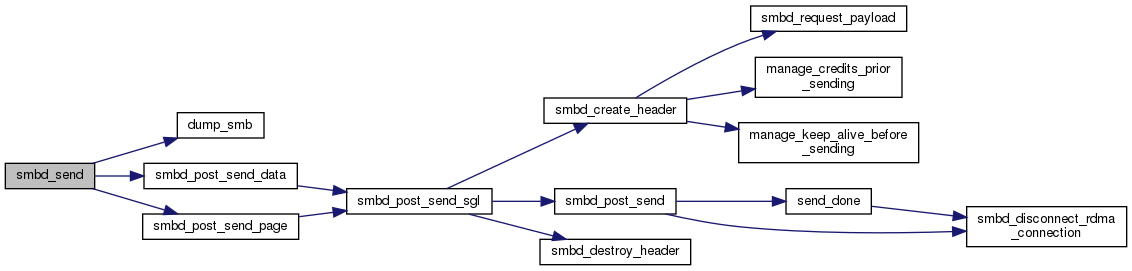 smbd_request_payload
manage_credits_prior
_sending
smbd_create_header
dump_smb
manage_keep_alive_before
_sending
smbd_send
smbd_post_send_data
smbd_post_send_sgl
smbd_post_send
send_done
smbd_post_send_page
smbd_disconnect_rdma
_connection
smbd_destroy_header